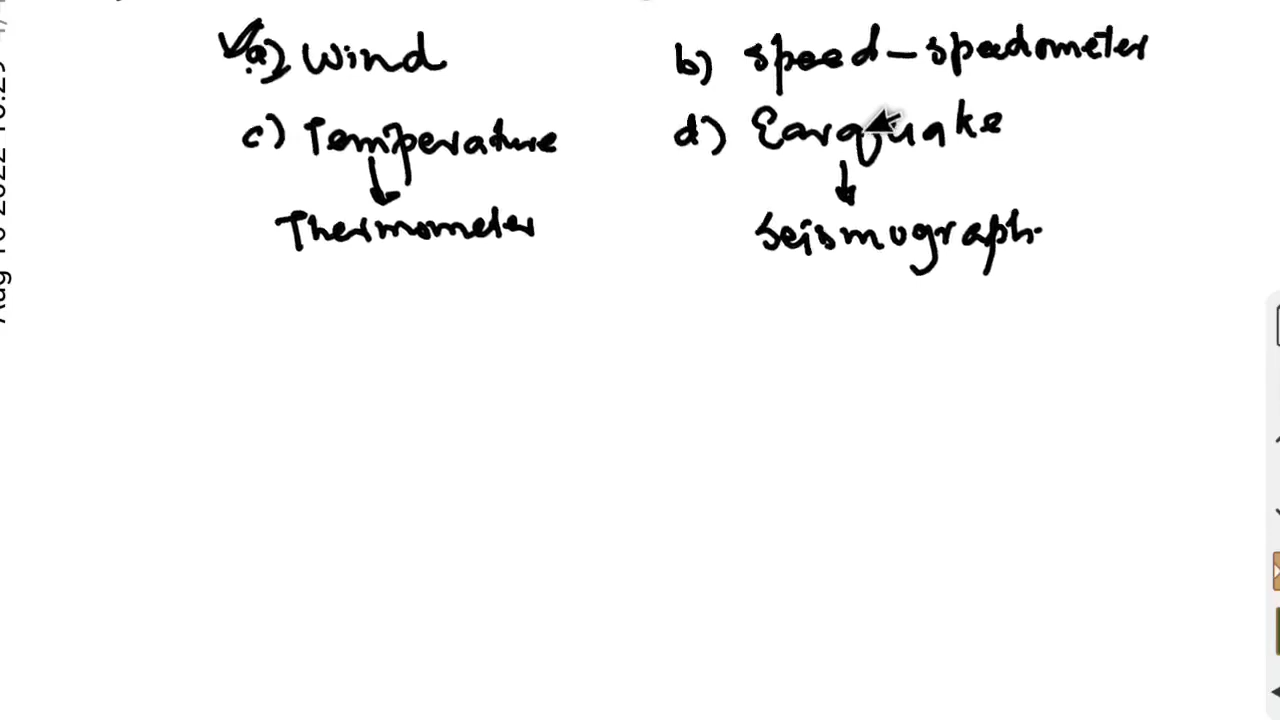 a) Wind b) Speed - speedometer
c) Temperature d) Earquake
Thermometer Seismograph.